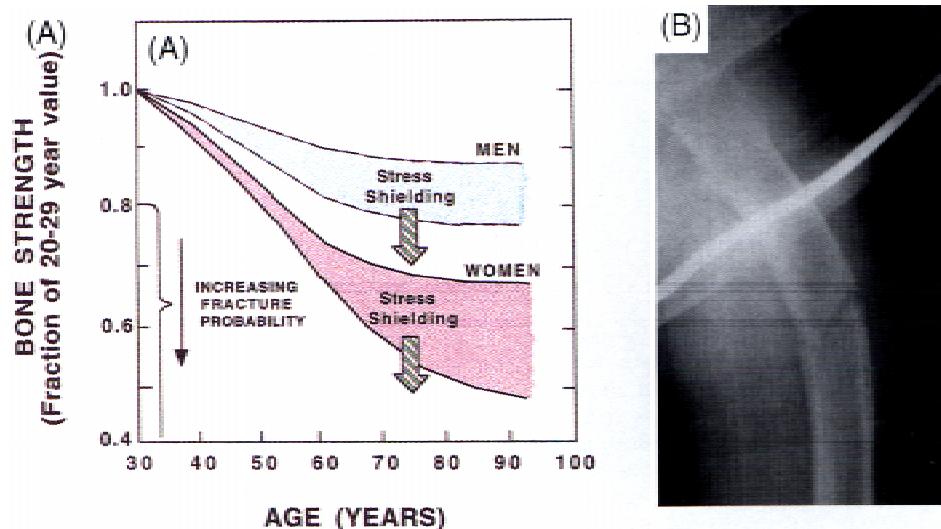 (A)
(A)
(B)
BONE STRENGTH
(Fraction of 20-29 year value)
1.0
0.8
0.6
0.4
MEN
Stress
Shielding
WOMEN
Stress
Shielding
INCREASING
FRACTURE
PROBABILITY
30 40 50 60 70 80 90 100
AGE (YEARS)